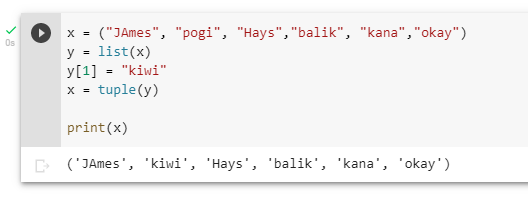 0s
x = ("JAmes", "pogi", "Hays","balik", "kana","okay")
y = list(x)
y[1] = "kiwi"
x = tuple(y)
print(x)
('JAmes', 'kiwi', 'Hays', 'balik', 'kana', 'okay')